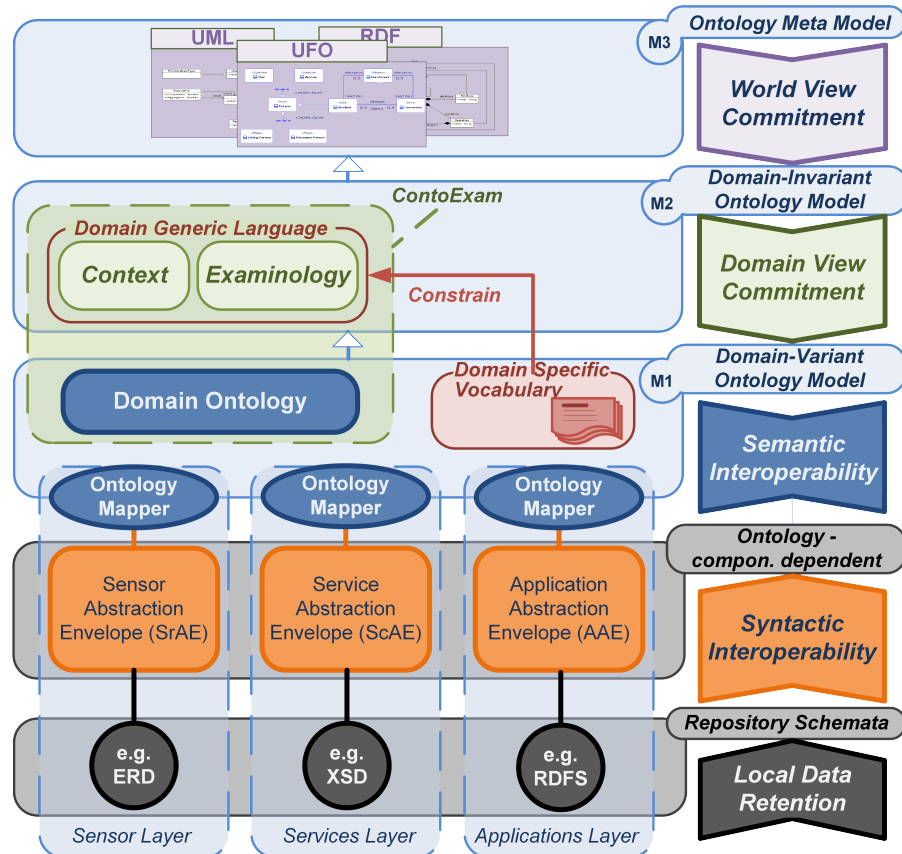 Ontology Meta Model
M3
UML
RDF
UFO
World View
Commitment
ContoExam
Domain-Invariant
Ontology Model
M2
Domain Generic Language
Context
Examinology
Constrain
Domain View
Commitment
Domain-Variant
Ontology Model
M1
Domain Specific
Vocabulary
Domain Ontology
Semantic
Interoperability
Ontology
Mapper
Ontology
Mapper
Ontology
Mapper
Ontology -
compon. dependent
Sensor
Abstraction
Envelope (SrAE)
Service
Abstraction
Envelope (ScAE)
Application
Abstraction
Envelope (AAE)
Syntactic
Interoperability
Repository Schemata
e.g.
ERD
e.g.
XSD
e.g.
RDFS
Local Data
Retention
Sensor Layer
Services Layer
Applications Layer